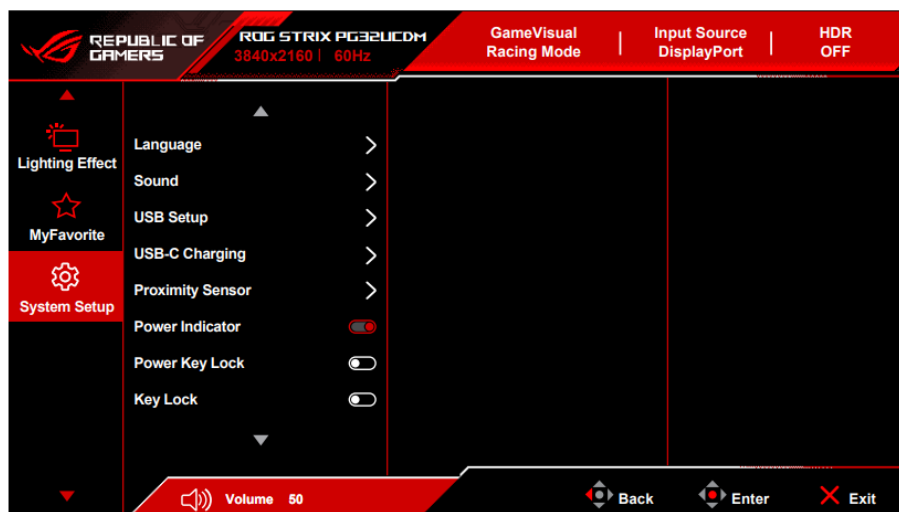 REPUBLIC OF
GAMERS
ROG STRIX PG32UCDM
3840x2160 | 60Hz
GameVisual
Racing Mode
Input Source
DisplayPort
HDR
OFF
Lighting Effect
MyFavorite
System Setup
Language
Sound
USB Setup
USB-C Charging
Proximity Sensor
Power Indicator
Power Key Lock
Key Lock
Volume 50
Back
Enter
Exit